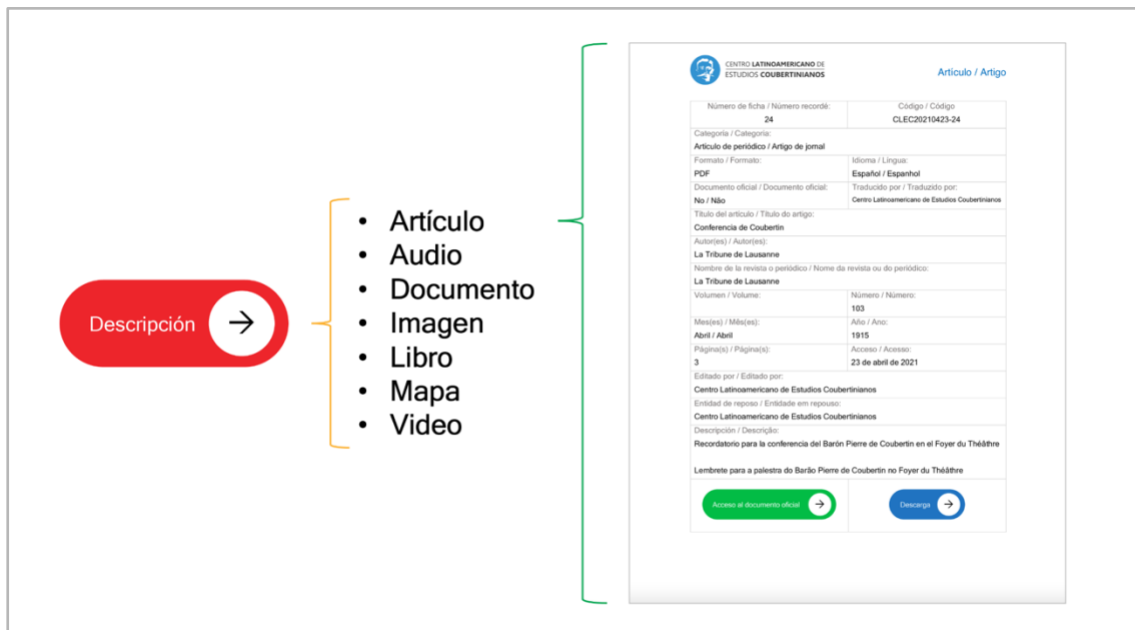 Descripción
• Artículo
• Audio
• Documento
• Imagen
• Libro
• Mapa
• Video
CENTRO LATINOAMERICANO DE
ESTUDIOS COUBERTINIANOS
Artículo / Artigo
Número de ficha / Número recordé:
24
Código / Código
CLEC20210423-24
Categoría / Categoria:
Artículo de periódico / Artigo de jornal
Formato / Formato:
PDF
Idioma / Língua:
Español / Espanhol
Documento oficial / Documento oficial:
No / Não
Traducido por / Traduzido por:
Centro Latinoamericano de Estudios Coubertinianos
Título del artículo / Título do artigo:
Conferencia de Coubertin
Autor(es) / Autor(es):
La Tribune de Lausanne
Nombre de la revista o periódico / Nome da revista ou do periódico:
La Tribune de Lausanne
Volumen / Volume:
Número / Número:
103
Mes(es) / Mês(es):
Abril / Abril
Año / Ano:
1915
Página(s) / Página(s):
3
Acceso / Acesso:
23 de abril de 2021
Editado por / Editado por:
Centro Latinoamericano de Estudios Coubertinianos
Entidad de reposo / Entidade em repouso:
Centro Latinoamericano de Estudios Coubertinianos
Descripción / Descrição:
Recordatorio para la conferencia del Barón Pierre de Coubertin en el Foyer du Théâthre
Lembrete para a palestra do Barão Pierre de Coubertin no Foyer du Théâthre
Acceso al documento oficial
Descarga